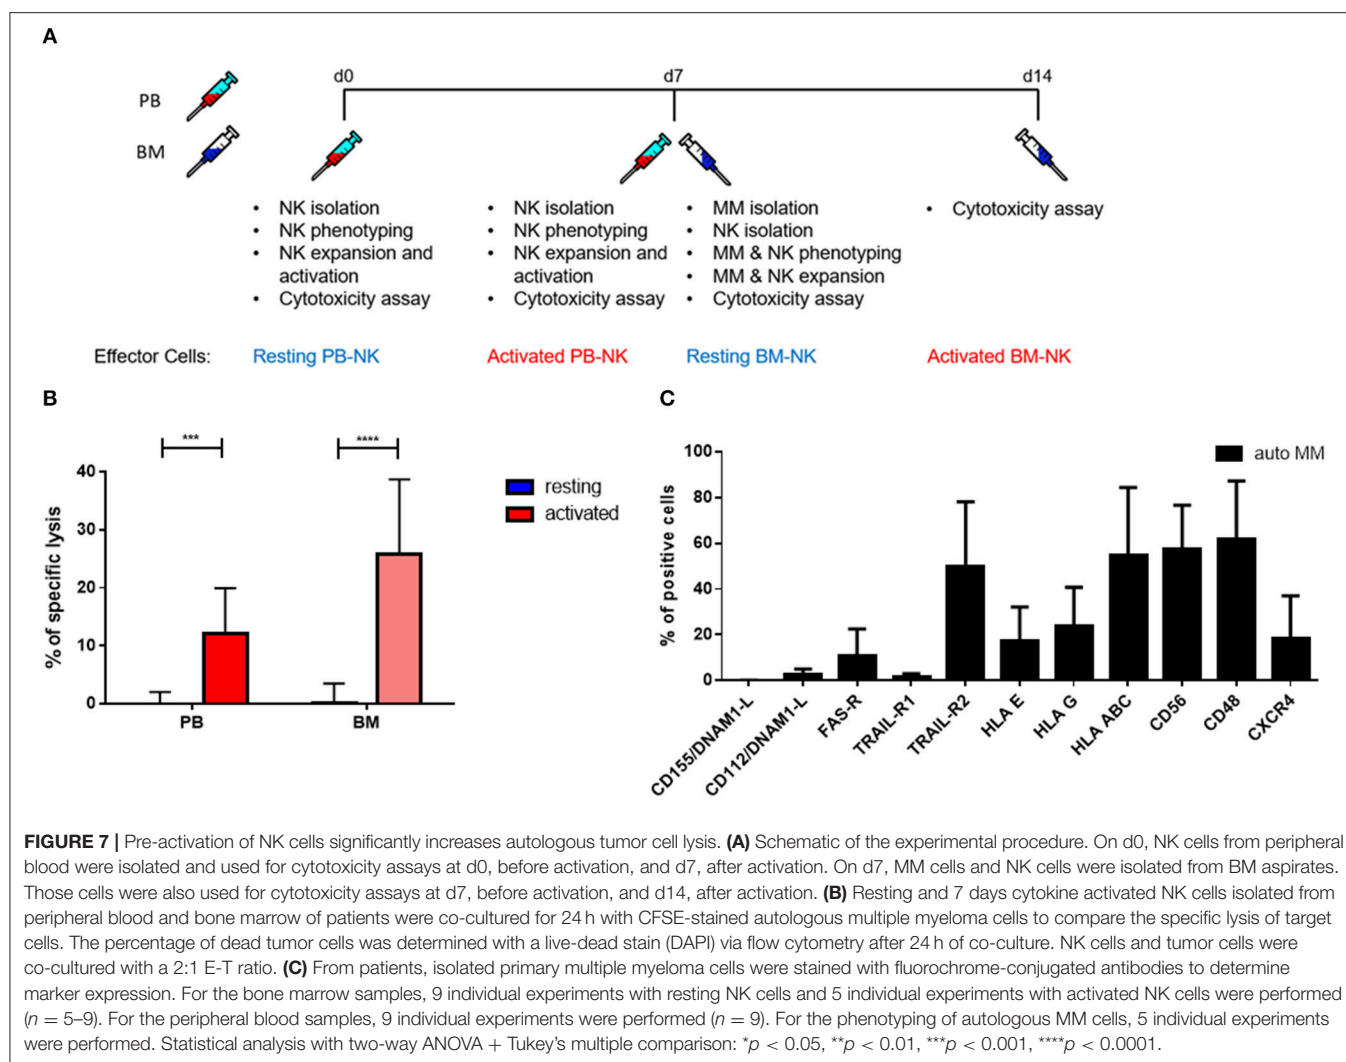 A
d0
d7
d14
PB
BM
• NK isolation
• NK phenotyping
• NK expansion and
activation
• Cytotoxicity assay
• NK isolation
• NK phenotyping
• NK expansion and
activation
• Cytotoxicity assay
• MM isolation
• NK isolation
• MM & NK phenotyping
• MM & NK expansion
• Cytotoxicity assay
• Cytotoxicity assay
Effector Cells:
Resting PB-NK
Activated PB-NK
Resting BM-NK
Activated BM-NK
B
***
****
% of specific lysis
40
30
20
10
0
PB
BM
resting
activated
C
auto MM
% of positive cells
100
80
60
40
20
0
CD155/DNAM1-L
CD112/DNAM1-L
FAS-R
TRAIL-R1
TRAIL-R2
HLA E
HLA G
HLA ABC
CD56
CD48
CXCR4
FIGURE 7 | Pre-activation of NK cells significantly increases autologous tumor cell lysis. (A) Schematic of the experimental procedure. On d0, NK cells from peripheral
blood were isolated and used for cytotoxicity assays at d0, before activation, and d7, after activation. On d7, MM cells and NK cells were isolated from BM aspirates.
Those cells were also used for cytotoxicity assays at d7, before activation, and d14, after activation. (B) Resting and 7 days cytokine activated NK cells isolated from
peripheral blood and bone marrow of patients were co-cultured for 24 h with CFSE-stained autologous multiple myeloma cells to compare the specific lysis of target
cells. The percentage of dead tumor cells was determined with a live-dead stain (DAPI) via flow cytometry after 24 h of co-culture. NK cells and tumor cells were
co-cultured with a 2:1 E-T ratio. (C) From patients, isolated primary multiple myeloma cells were stained with fluorochrome-conjugated antibodies to determine
marker expression. For the bone marrow samples, 9 individual experiments with resting NK cells and 5 individual experiments with activated NK cells were performed
(n = 5–9). For the peripheral blood samples, 9 individual experiments were performed (n = 9). For the phenotyping of autologous MM cells, 5 individual experiments
were performed. Statistical analysis with two-way ANOVA + Tukey's multiple comparison: *p < 0.05, **p < 0.01, ***p < 0.001, ****p < 0.0001.